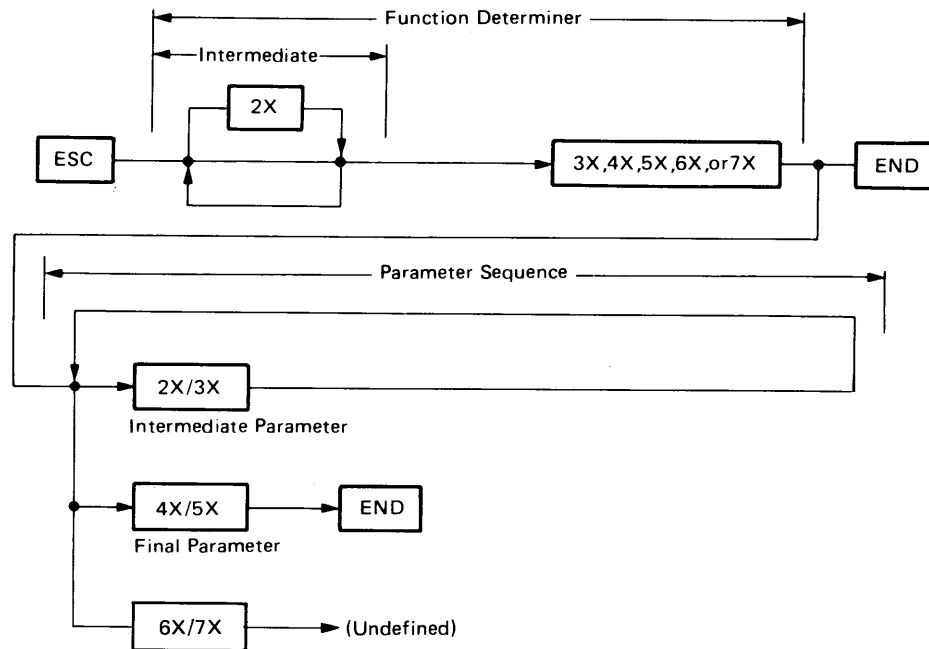 Function Determiner
Intermediate
2X
ESC
3X,4X,5X,6X,or7X
END
Parameter Sequence
2X/3X
Intermediate Parameter
4X/5X
END
Final Parameter
6X/7X
(Undefined)